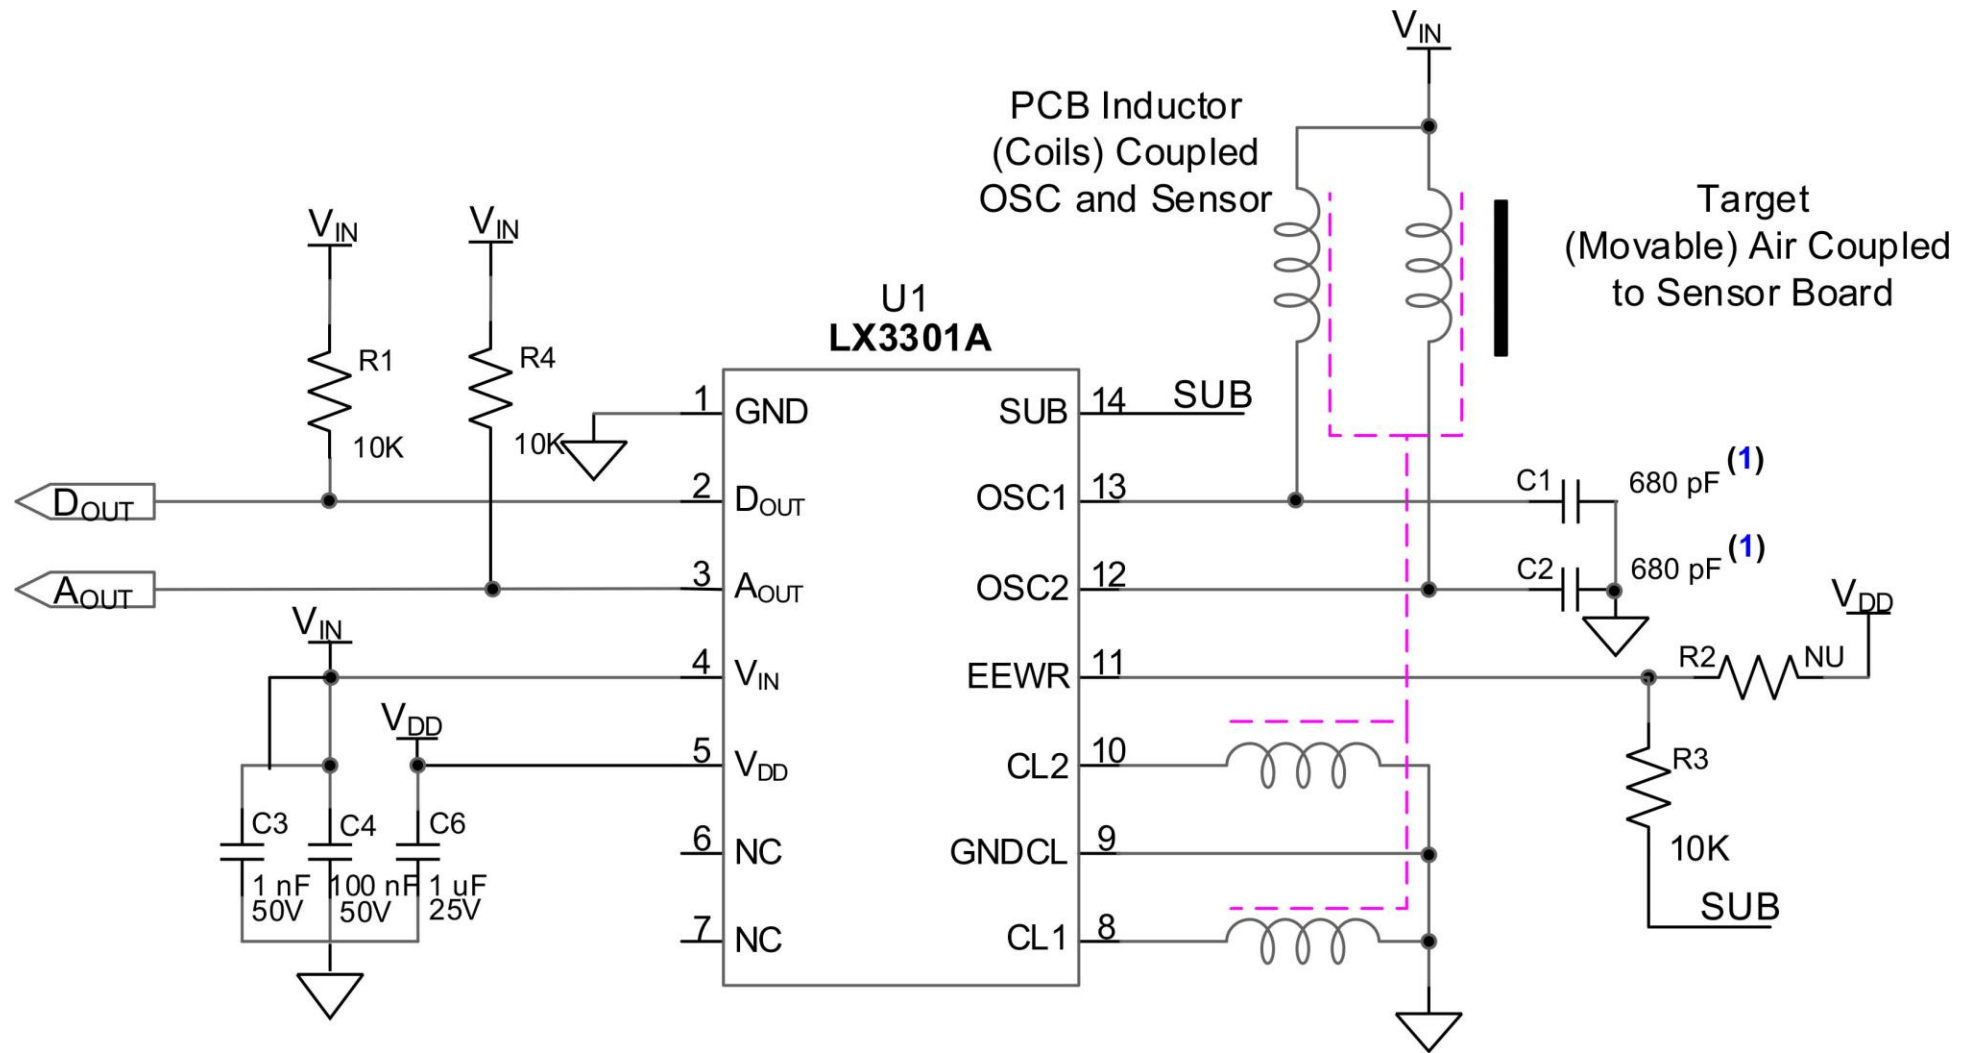 VIN
PCB Inductor
(Coils) Coupled
OSC and Sensor
Target
(Movable) Air Coupled
to Sensor Board
VIN
VIN
R1
10K
R4
10K
U1
LX3301A
1 GND
2 DOUT
3 AOUT
4 VIN
5 VDD
6 NC
7 NC
SUB 14 SUB
OSC1 13
OSC2 12
EEWR 11
CL2 10
GNDCL 9
CL1 8
DOUT
AOUT
VIN
VDD
C3
1 nF
50V
C4
100 nF
50V
C6
1 uF
25V
C1 680 pF (1)
C2 680 pF (1)
VDD
R2 NU
R3
10K
SUB